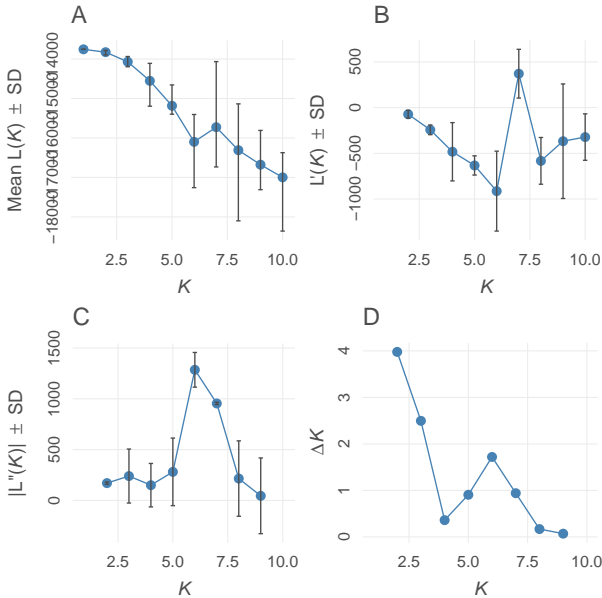 A
Mean L(K) ± SD
−14000
−15000
−16000
−17000
−18000
2.5 5.0 7.5 10.0
K
B
L'(K) ± SD
500
0
−500
−1000
2.5 5.0 7.5 10.0
K
C
|L"(K)| ± SD
1500
1000
500
0
2.5 5.0 7.5 10.0
K
D
ΔK
4
3
2
1
0
2.5 5.0 7.5 10.0
K